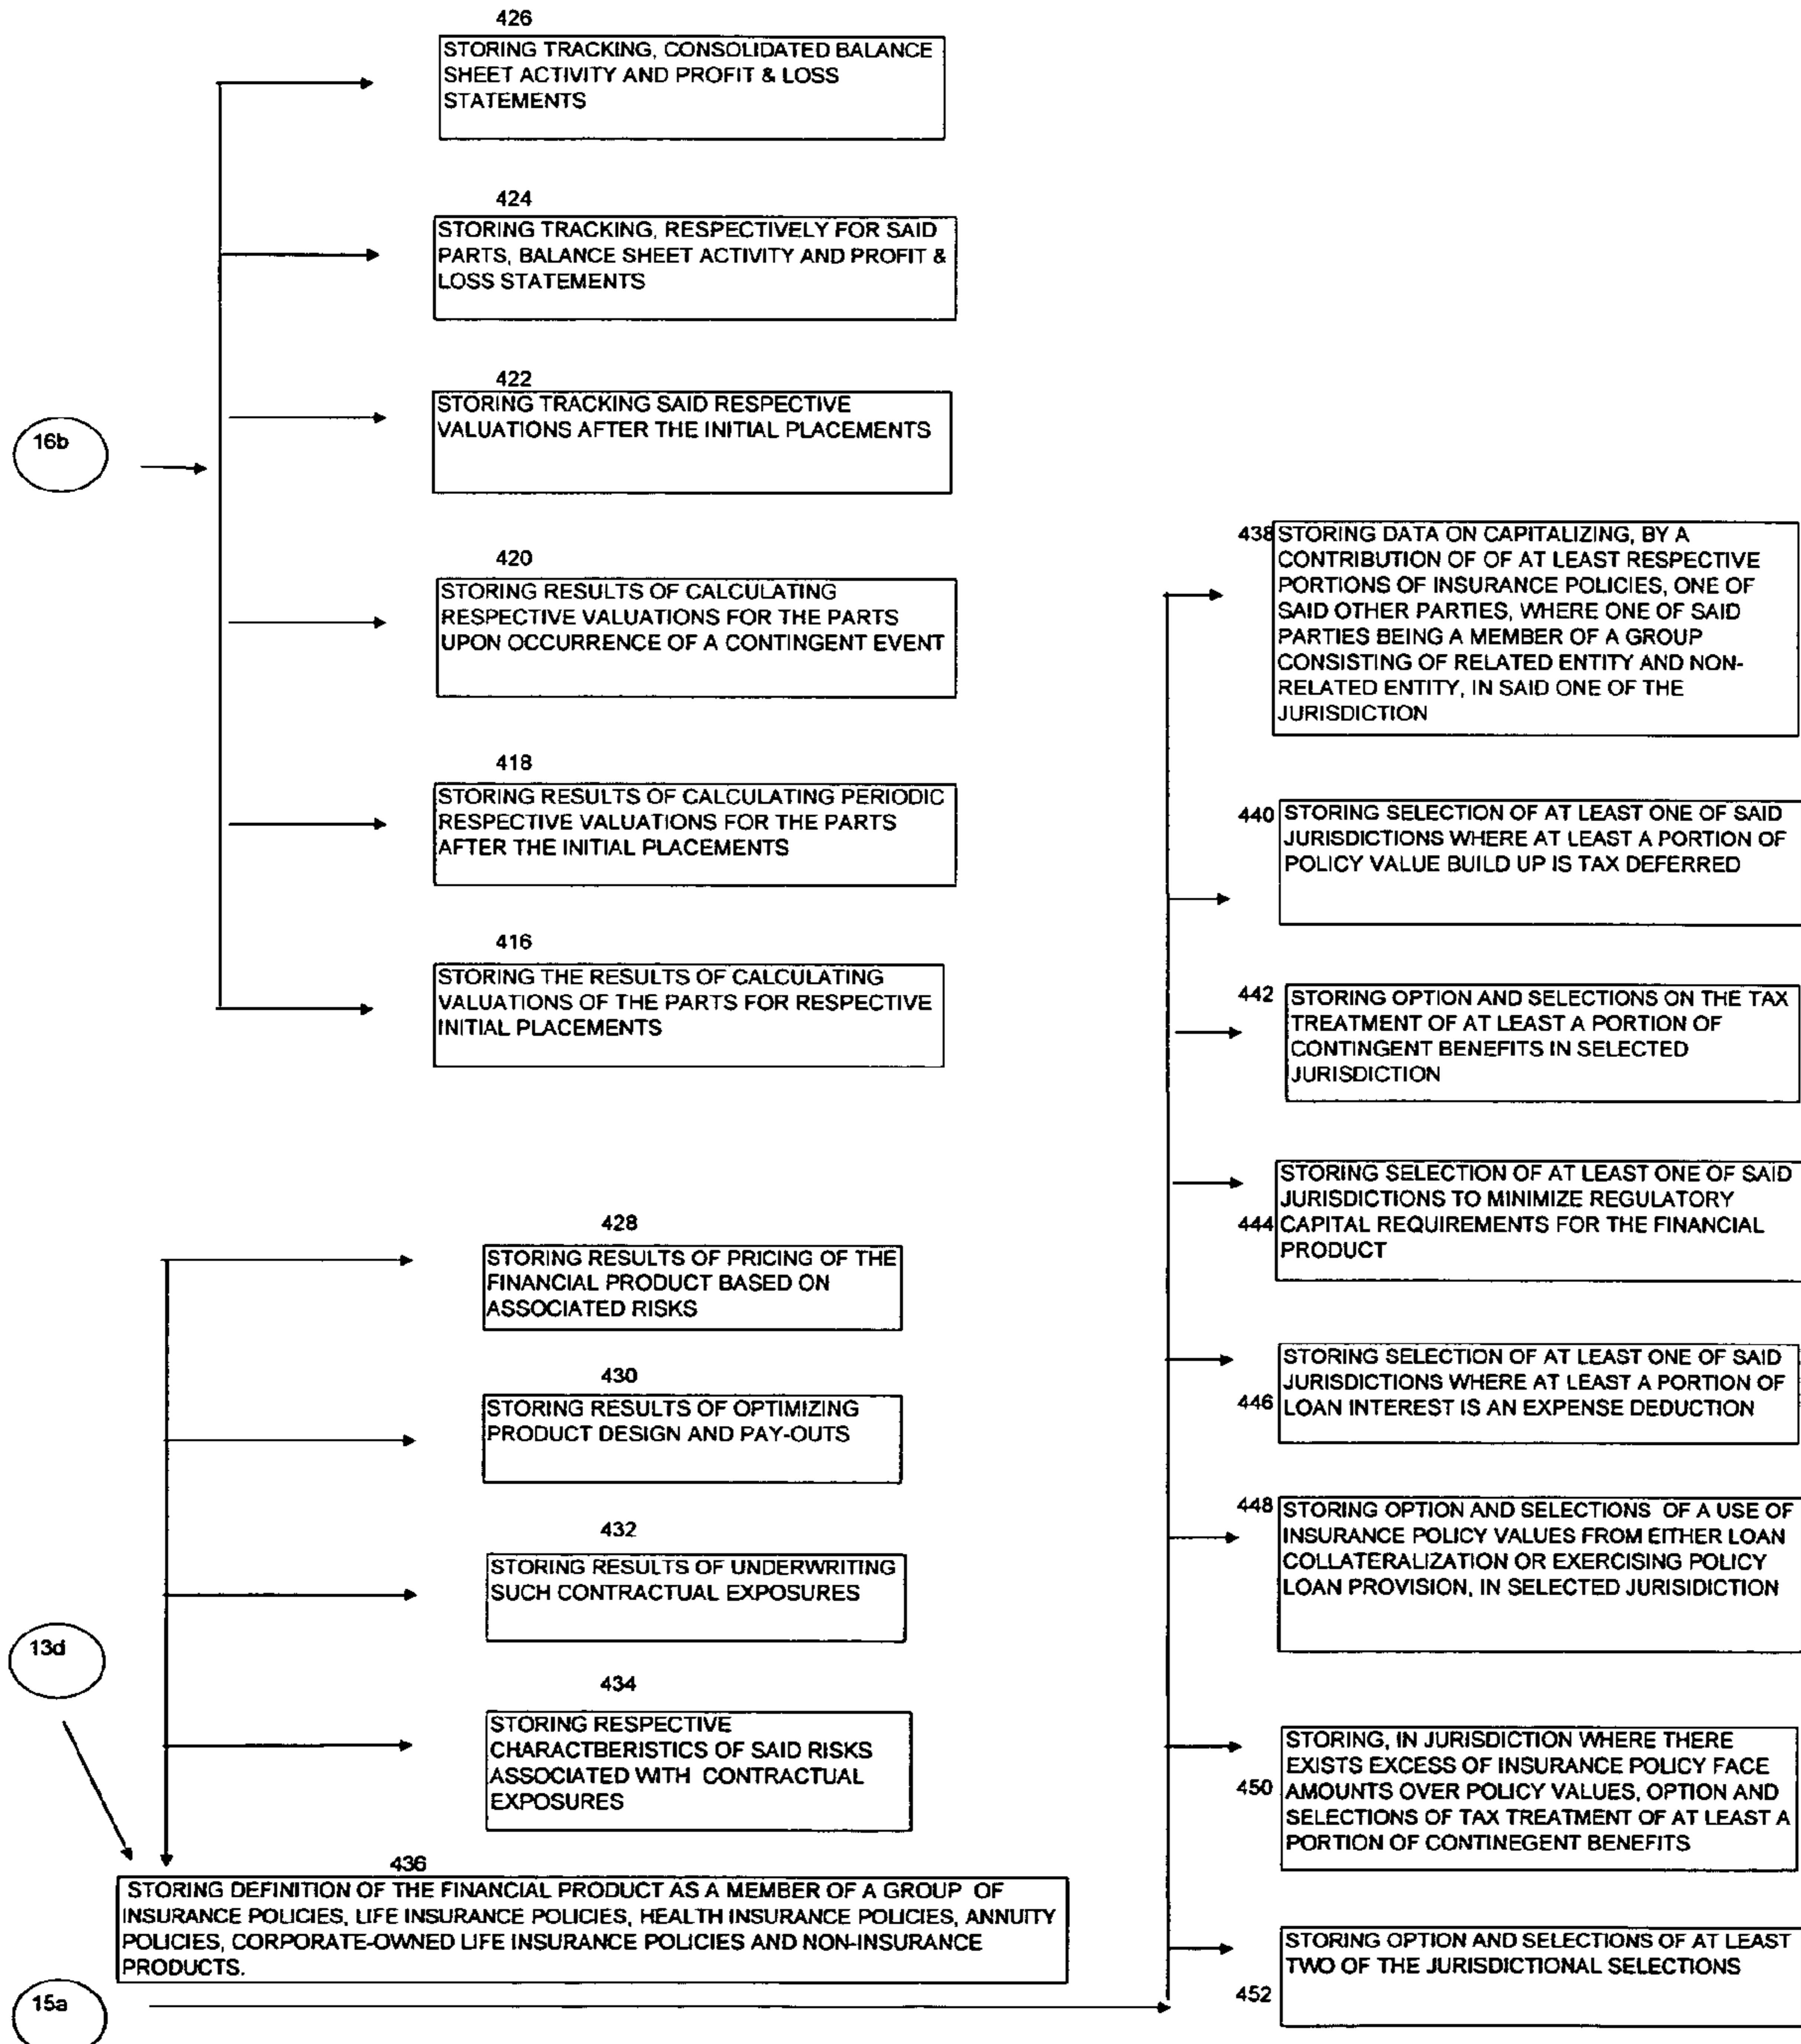 426
STORING TRACKING, CONSOLIDATED BALANCE
SHEET ACTIVITY AND PROFIT & LOSS
STATEMENTS
424
STORING TRACKING, RESPECTIVELY FOR SAID
PARTS, BALANCE SHEET ACTIVITY AND PROFIT &
LOSS STATEMENTS
422
STORING TRACKING SAID RESPECTIVE
VALUATIONS AFTER THE INITIAL PLACEMENTS
16b
420
STORING RESULTS OF CALCULATING
RESPECTIVE VALUATIONS FOR THE PARTS
UPON OCCURRENCE OF A CONTINGENT EVENT
418
STORING RESULTS OF CALCULATING PERIODIC
RESPECTIVE VALUATIONS FOR THE PARTS
AFTER THE INITIAL PLACEMENTS
416
STORING THE RESULTS OF CALCULATING
VALUATIONS OF THE PARTS FOR RESPECTIVE
INITIAL PLACEMENTS
428
STORING RESULTS OF PRICING OF THE
FINANCIAL PRODUCT BASED ON
ASSOCIATED RISKS
430
STORING RESULTS OF OPTIMIZING
PRODUCT DESIGN AND PAY-OUTS
432
STORING RESULTS OF UNDERWRITING
SUCH CONTRACTUAL EXPOSURES
13d
434
STORING RESPECTIVE
CHARACTBERISTICS OF SAID RISKS
ASSOCIATED WITH CONTRACTUAL
EXPOSURES
436
STORING DEFINITION OF THE FINANCIAL PRODUCT AS A MEMBER OF A GROUP OF
INSURANCE POLICIES, LIFE INSURANCE POLICIES, HEALTH INSURANCE POLICIES, ANNUITY
POLICIES, CORPORATE-OWNED LIFE INSURANCE POLICIES AND NON-INSURANCE
PRODUCTS.
15a
438
STORING DATA ON CAPITALIZING, BY A
CONTRIBUTION OF OF AT LEAST RESPECTIVE
PORTIONS OF INSURANCE POLICIES, ONE OF
SAID OTHER PARTIES, WHERE ONE OF SAID
PARTIES BEING A MEMBER OF A GROUP
CONSISTING OF RELATED ENTITY AND NON-
RELATED ENTITY, IN SAID ONE OF THE
JURISDICTION
440
STORING SELECTION OF AT LEAST ONE OF SAID
JURISDICTIONS WHERE AT LEAST A PORTION OF
POLICY VALUE BUILD UP IS TAX DEFERRED
442
STORING OPTION AND SELECTIONS ON THE TAX
TREATMENT OF AT LEAST A PORTION OF
CONTINGENT BENEFITS IN SELECTED
JURISDICTION
444
STORING SELECTION OF AT LEAST ONE OF SAID
JURISDICTIONS TO MINIMIZE REGULATORY
CAPITAL REQUIREMENTS FOR THE FINANCIAL
PRODUCT
446
STORING SELECTION OF AT LEAST ONE OF SAID
JURISDICTIONS WHERE AT LEAST A PORTION OF
LOAN INTEREST IS AN EXPENSE DEDUCTION
448
STORING OPTION AND SELECTIONS OF A USE OF
INSURANCE POLICY VALUES FROM EITHER LOAN
COLLATERALIZATION OR EXERCISING POLICY
LOAN PROVISION, IN SELECTED JURISIDICTION
450
STORING, IN JURISDICTION WHERE THERE
EXISTS EXCESS OF INSURANCE POLICY FACE
AMOUNTS OVER POLICY VALUES, OPTION AND
SELECTIONS OF TAX TREATMENT OF AT LEAST A
PORTION OF CONTINEGENT BENEFITS
452
STORING OPTION AND SELECTIONS OF AT LEAST
TWO OF THE JURISDICTIONAL SELECTIONS